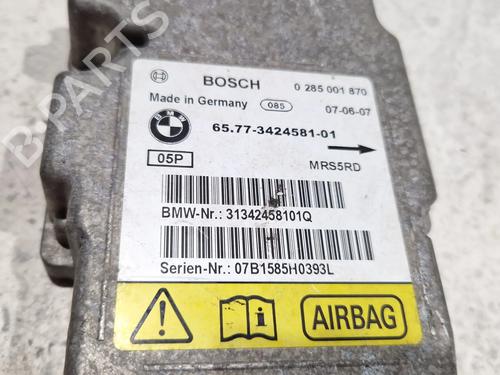 BOSCH 0 285 001 870
Made in Germany 085 07-06-07
BMW 65.77-3424581-01
05P MRS5RD
BMW-Nr.: 31342458101Q
Serien-Nr.: 07B1585H0393L
i AIRBAG
B-PARTS